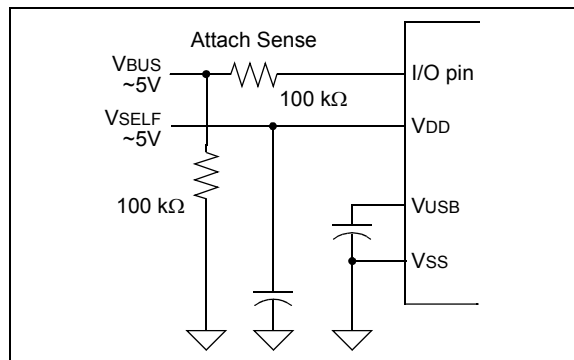 Attach Sense
VBUS
~5V
100 kΩ
I/O pin
VSELF
~5V
VDD
100 kΩ
VUSB
VSS